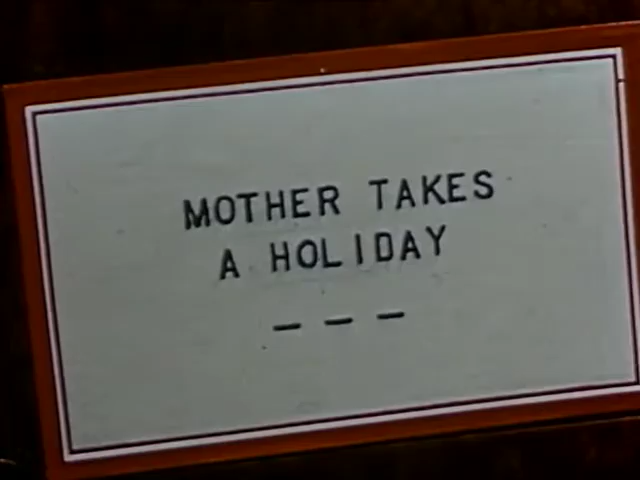 MOTHER TAKES
A HOLIDAY
– – –